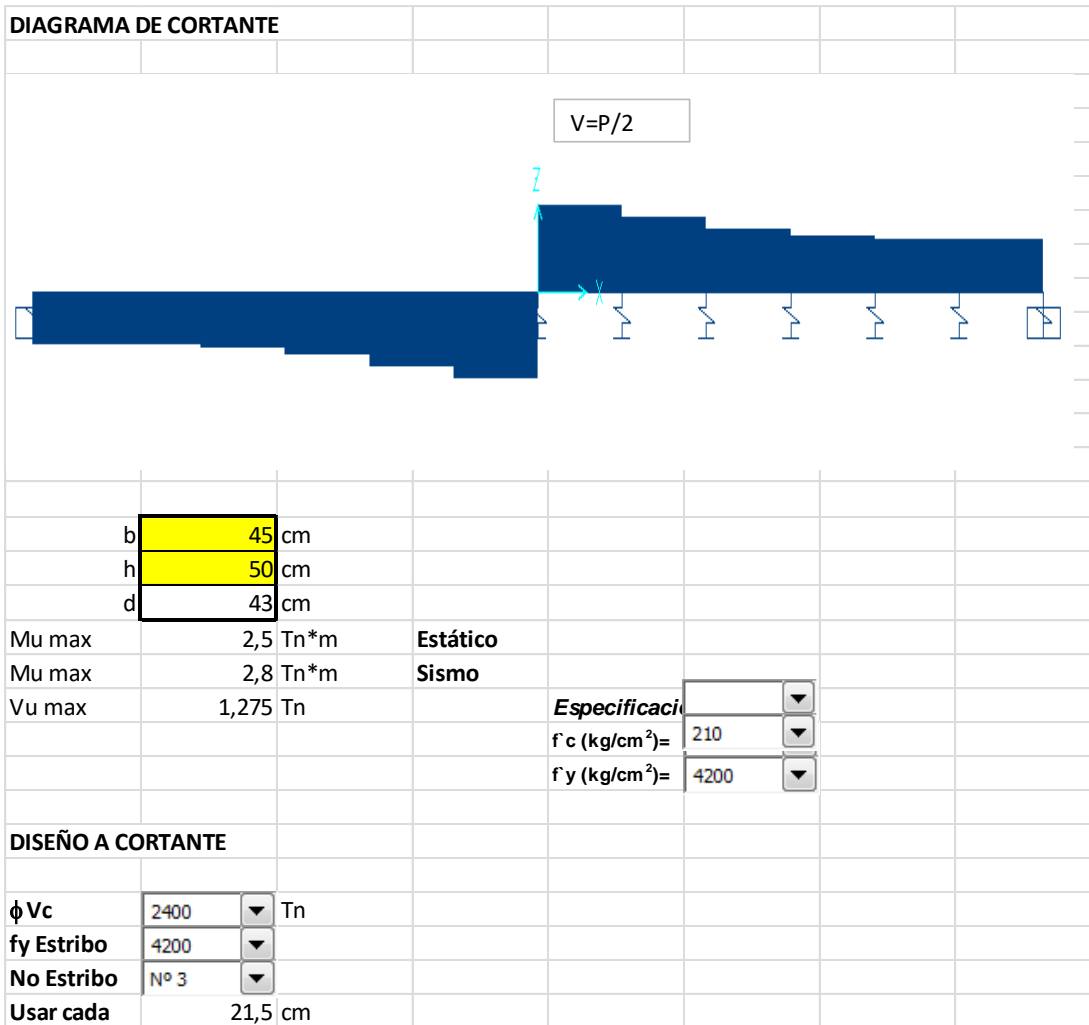 DIAGRAMA DE CORTANTE
V=P/2
Z
X
b 45 cm
h 50 cm
d 43 cm
Mu max 2,5 Tn*m Estático
Mu max 2,8 Tn*m Sismo
Vu max 1,275 Tn Especificaci
f`c (kg/cm²)= 210
f`y (kg/cm²)= 4200
DISEÑO A CORTANTE
ϕ Vc 2400 Tn
fy Estribo 4200
No Estribo Nº 3
Usar cada 21,5 cm